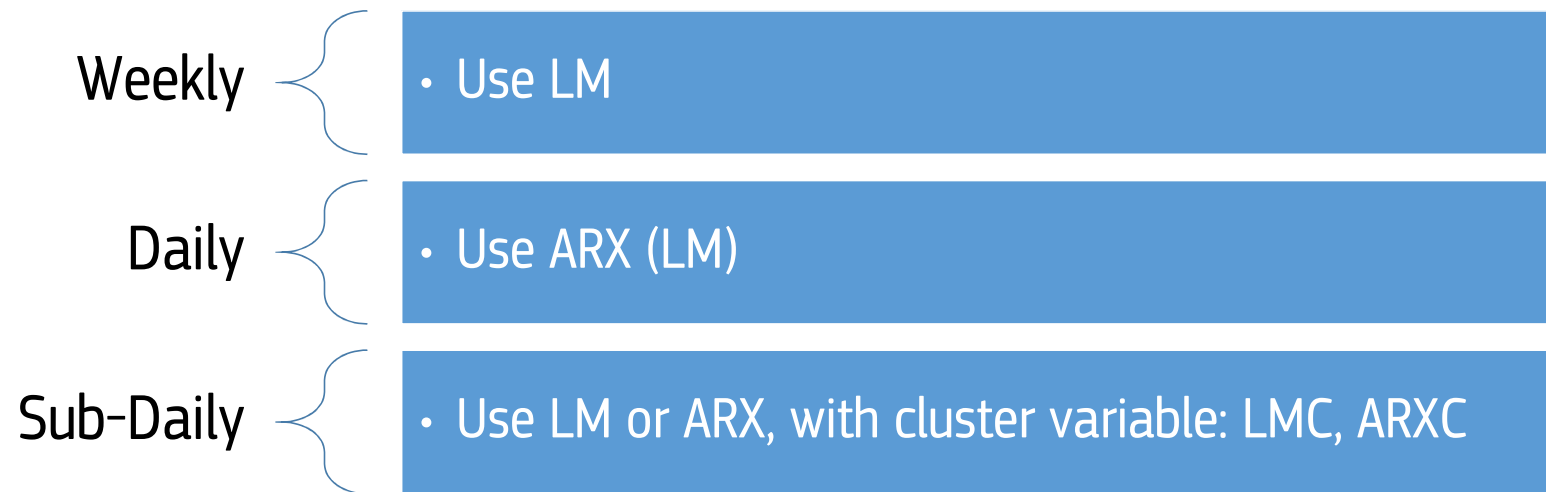 Weekly
• Use LM
Daily
• Use ARX (LM)
Sub-Daily
• Use LM or ARX, with cluster variable: LMC, ARXC